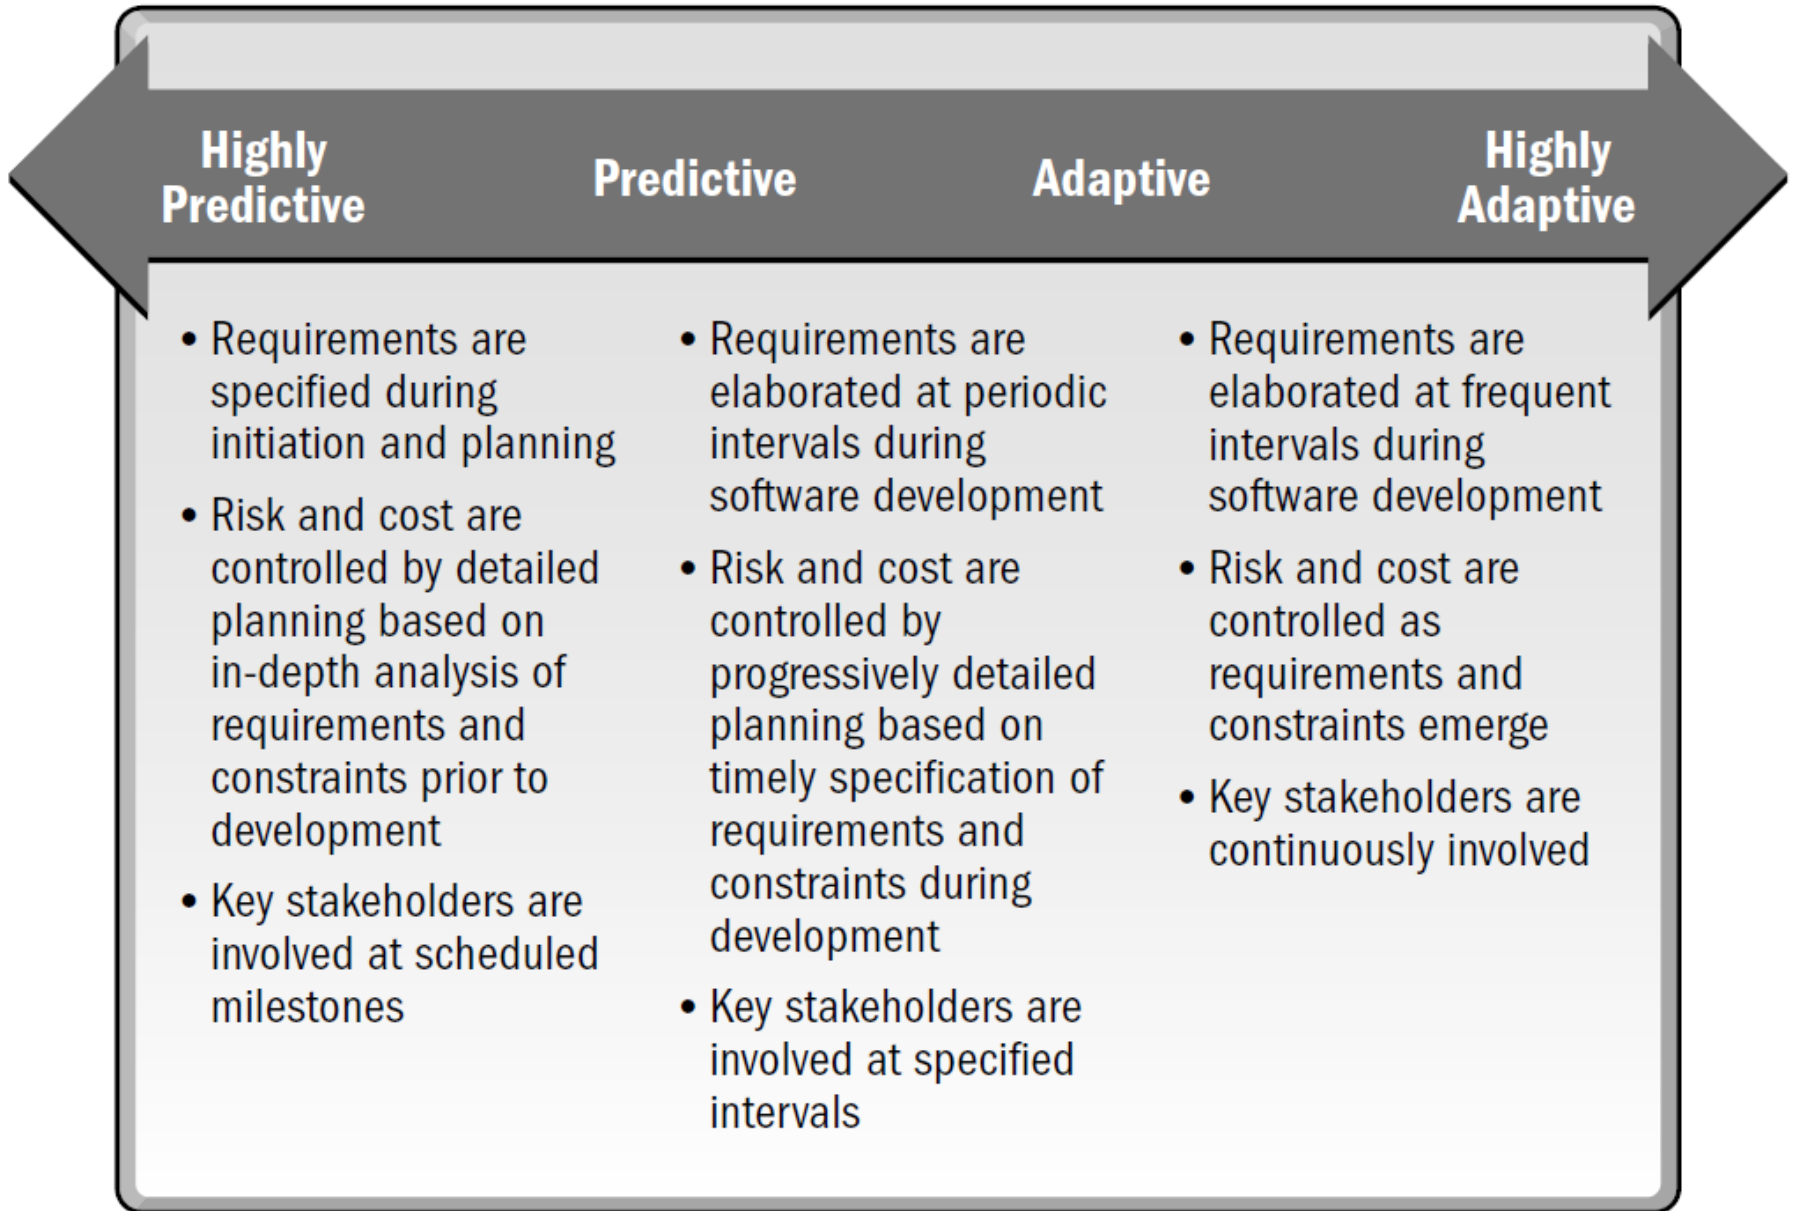 Highly
Predictive
Predictive
Adaptive
Highly
Adaptive
• Requirements are
specified during
initiation and planning
• Risk and cost are
controlled by detailed
planning based on
in-depth analysis of
requirements and
constraints prior to
development
• Key stakeholders are
involved at scheduled
milestones
• Requirements are
elaborated at periodic
intervals during
software development
• Risk and cost are
controlled by
progressively detailed
planning based on
timely specification of
requirements and
constraints during
development
• Key stakeholders are
involved at specified
intervals
• Requirements are
elaborated at frequent
intervals during
software development
• Risk and cost are
controlled as
requirements and
constraints emerge
• Key stakeholders are
continuously involved